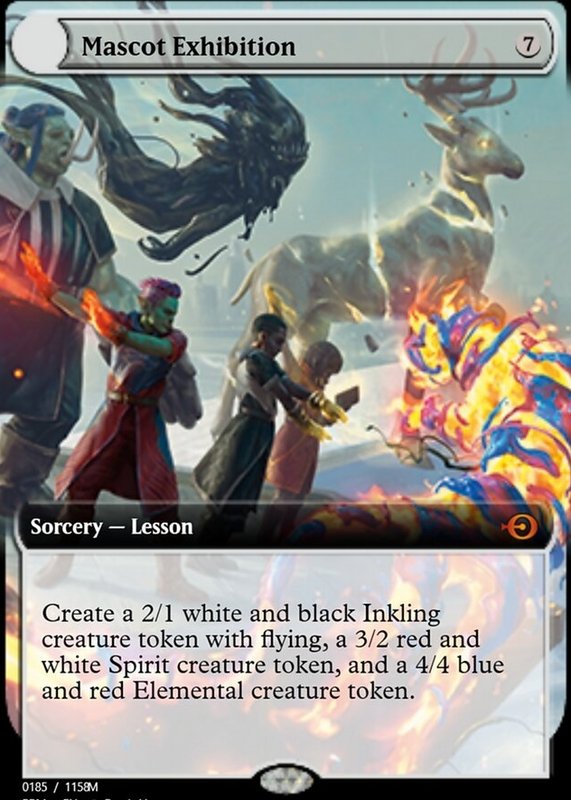 Mascot Exhibition
7
Sorcery — Lesson
Create a 2/1 white and black Inkling
creature token with flying, a 3/2 red and
white Spirit creature token, and a 4/4 blue
and red Elemental creature token.
0185 / 1158M